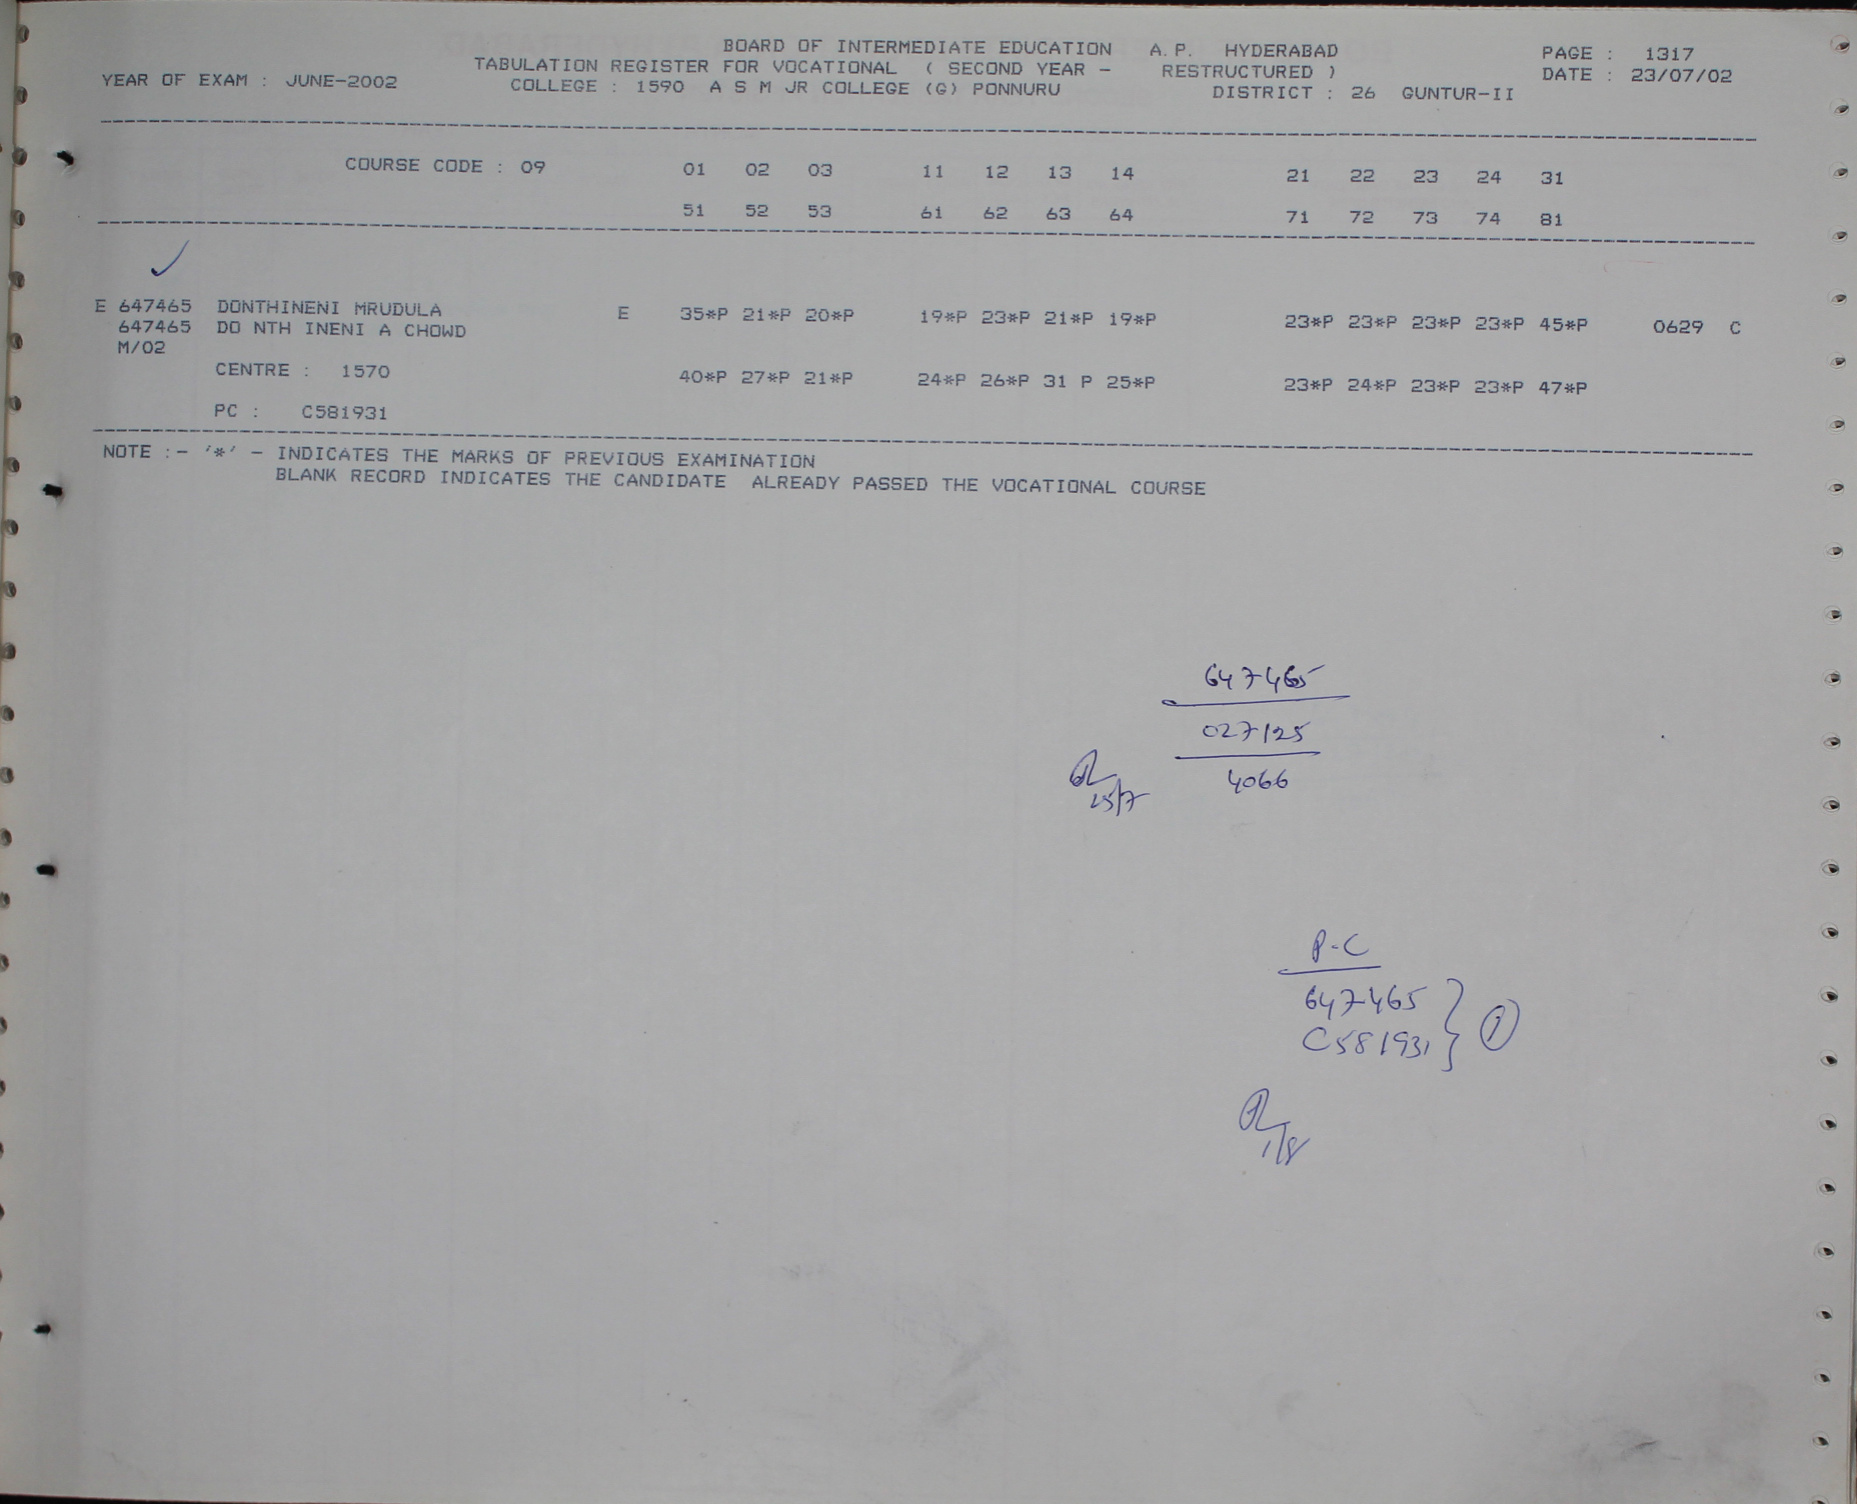 BOARD OF INTERMEDIATE EDUCATION A.P. HYDERABAD PAGE : 1317
TABULATION REGISTER FOR VOCATIONAL ( SECOND YEAR - RESTRUCTURED ) DATE : 23/07/02
YEAR OF EXAM : JUNE-2002 COLLEGE : 1590 A S M JR COLLEGE (G) PONNURU DISTRICT : 26 GUNTUR-II
COURSE CODE : 09 01 02 03 11 12 13 14 21 22 23 24 31
51 52 53 61 62 63 64 71 72 73 74 81
E 647465 DONTHINENI MRUDULA E 35*P 21*P 20*P 19*P 23*P 21*P 19*P 23*P 23*P 23*P 23*P 45*P 0629 C
647465 DO NTH INENI A CHOWD
M/02
CENTRE : 1570 40*P 27*P 21*P 24*P 26*P 31 P 25*P 23*P 24*P 23*P 23*P 47*P
PC : C581931
NOTE :- '*' - INDICATES THE MARKS OF PREVIOUS EXAMINATION
BLANK RECORD INDICATES THE CANDIDATE ALREADY PASSED THE VOCATIONAL COURSE
647465
027125
4066
25/7
P-C
647465
C581931
1
1/8